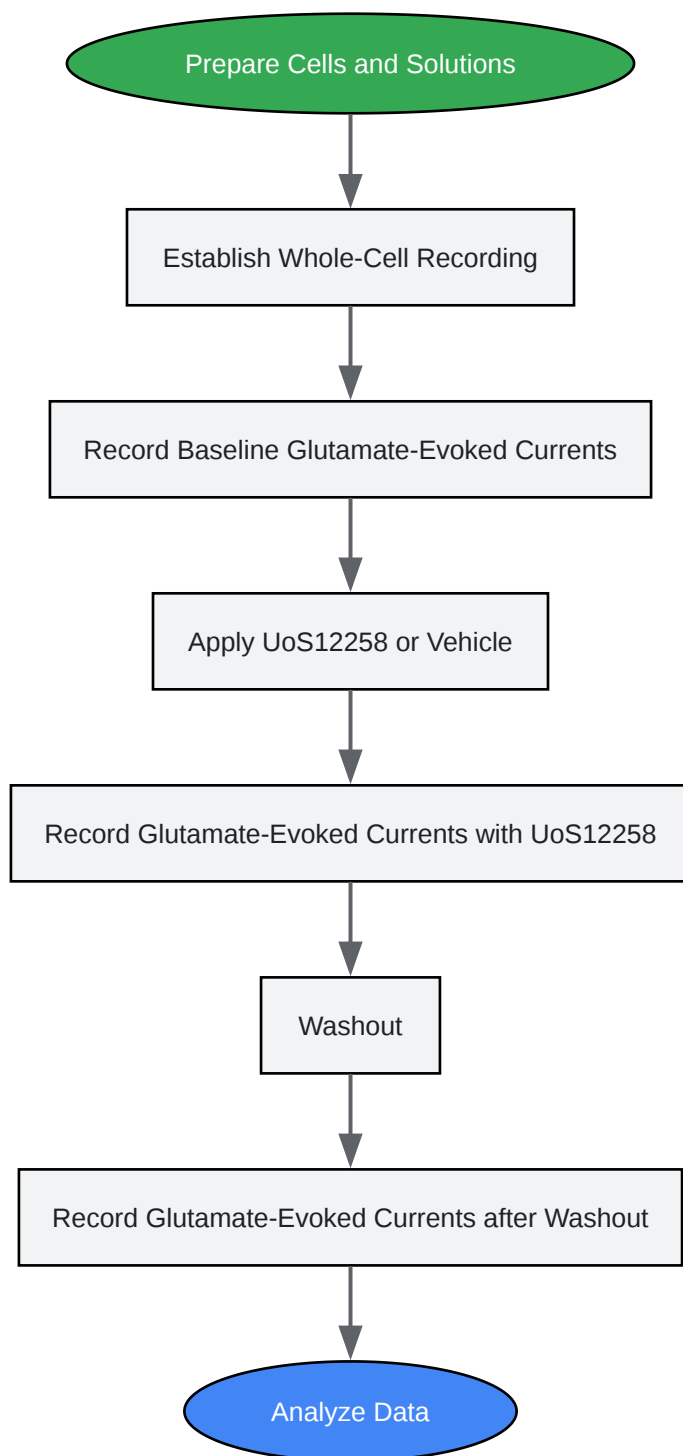 Prepare Cells and Solutions
Establish Whole-Cell Recording
Record Baseline Glutamate-Evoked Currents
Apply UoS12258 or Vehicle
Record Glutamate-Evoked Currents with UoS12258
Washout
Record Glutamate-Evoked Currents after Washout
Analyze Data